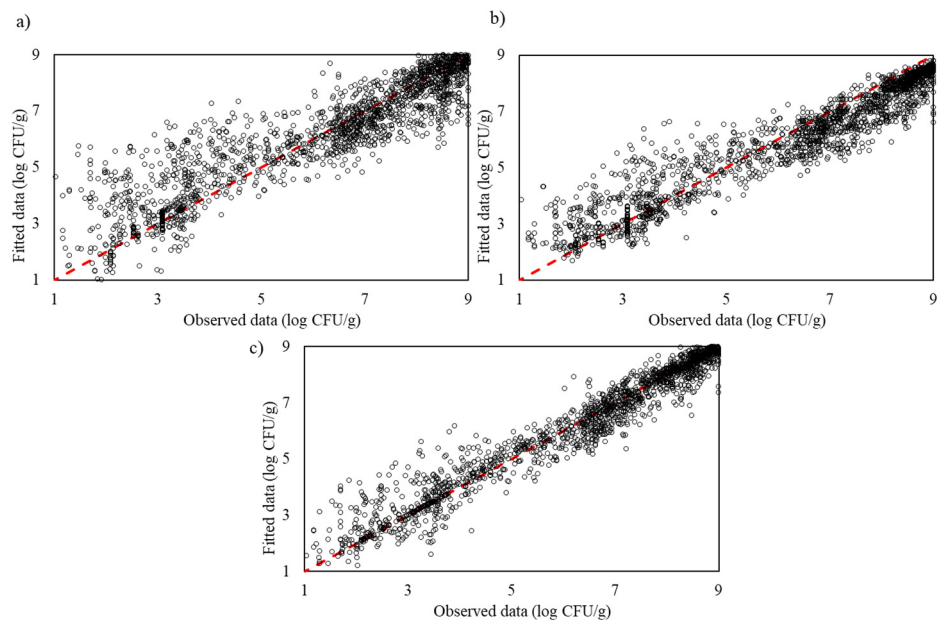 a)
9
7
5
3
1
Fitted data (log CFU/g)
1 3 5 7 9
Observed data (log CFU/g)
b)
9
7
5
3
1
Fitted data (log CFU/g)
1 3 5 7 9
Observed data (log CFU/g)
c)
9
7
5
3
1
Fitted data (log CFU/g)
1 3 5 7 9
Observed data (log CFU/g)